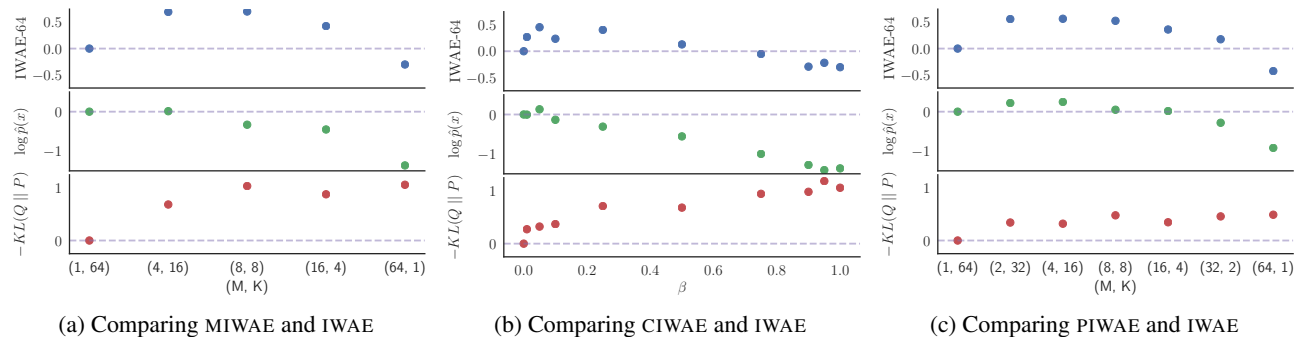 IWAE-64
0.5
0.0
−0.5
log p̂(x)
0
−1
−KL(Q || P)
1
0
(1, 64) (4, 16) (8, 8) (16, 4) (64, 1)
(M, K)
(a) Comparing MIWAE and IWAE
IWAE-64
0.5
0.0
−0.5
log p̂(x)
0
−1
−KL(Q || P)
1
0
0.0 0.2 0.4 0.6 0.8 1.0
β
(b) Comparing CIWAE and IWAE
IWAE-64
0.5
0.0
−0.5
log p̂(x)
0
−1
−KL(Q || P)
1
0
(1, 64) (2, 32) (4, 16) (8, 8) (16, 4) (32, 2) (64, 1)
(M, K)
(c) Comparing PIWAE and IWAE